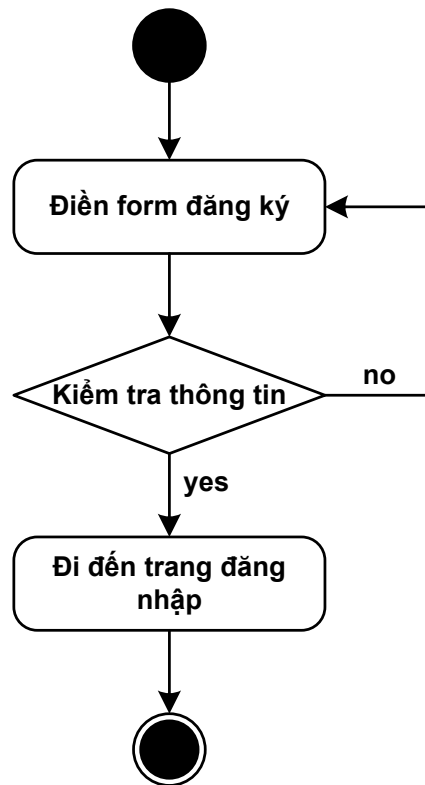 Điền form đăng ký
Kiểm tra thông tin
no
yes
Đi đến trang đăng
nhập